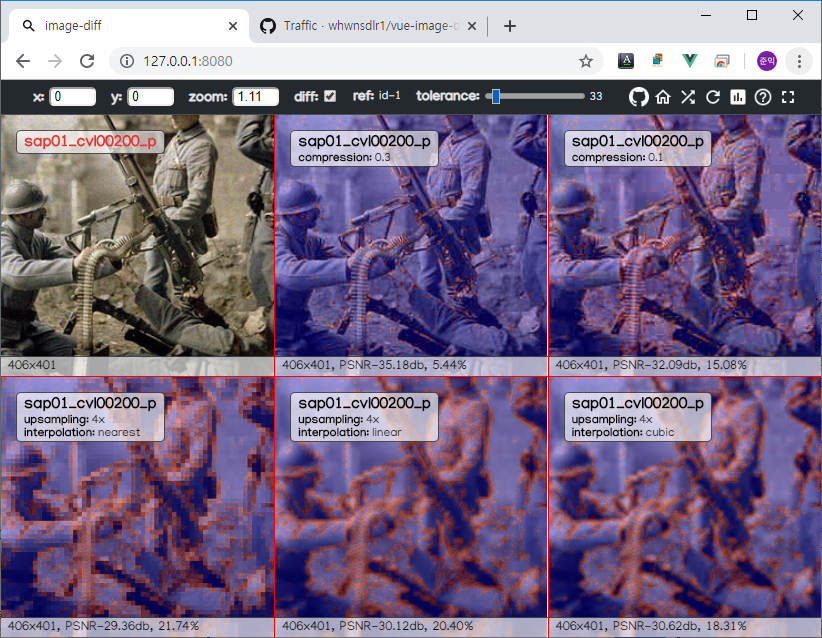 image-diff
Traffic · whwnsdlr1/vue-image-d
127.0.0.1:8080
준익
x: 0 y: 0 zoom: 1.11 diff: ref: id-1 tolerance: 33
sap01_cvl00200_p
406x401
sap01_cvl00200_p
compression: 0.3
406x401, PSNR-35.18db, 5.44%
sap01_cvl00200_p
compression: 0.1
406x401, PSNR-32.09db, 15.08%
sap01_cvl00200_p
upsampling: 4x
interpolation: nearest
406x401, PSNR-29.36db, 21.74%
sap01_cvl00200_p
upsampling: 4x
interpolation: linear
406x401, PSNR-30.12db, 20.40%
sap01_cvl00200_p
upsampling: 4x
interpolation: cubic
406x401, PSNR-30.62db, 18.31%